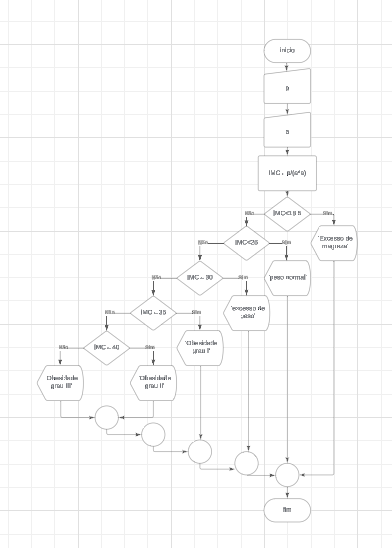 início
p
a
IMC← p/(a*a)
IMC<18.5
Não
Sim
"Excesso de
magreza"
IMC<25
Não
Sim
"peso normal"
IMC < 30
Não
Sim
"excesso de
peso"
IMC < 35
Não
Sim
"Obesidade
grau I"
IMC < 40
Não
Sim
"Obesidade
grau III"
"Obesidade
grau II"
fim